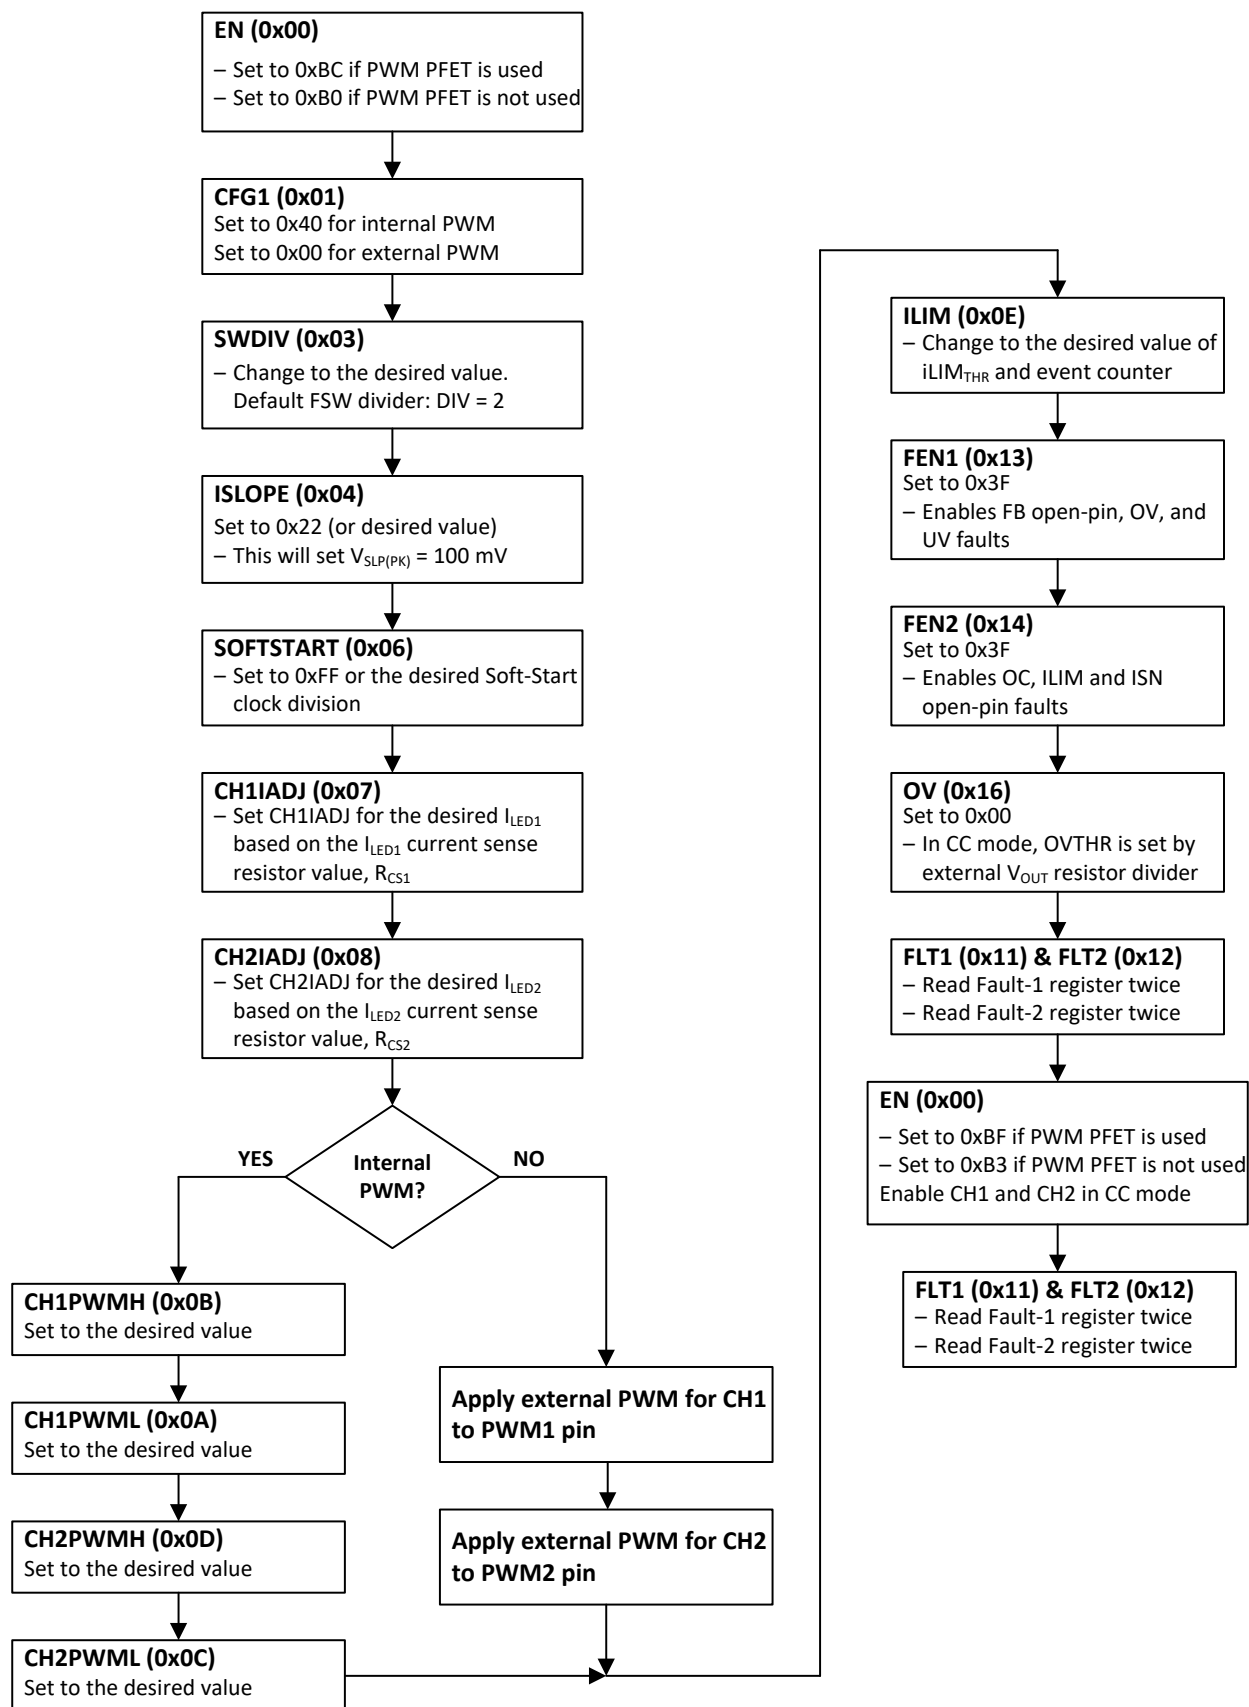 EN (0x00)
– Set to 0xBC if PWM PFET is used
– Set to 0xB0 if PWM PFET is not used
CFG1 (0x01)
Set to 0x40 for internal PWM
Set to 0x00 for external PWM
SWDIV (0x03)
– Change to the desired value.
Default FSW divider: DIV = 2
ISLOPE (0x04)
Set to 0x22 (or desired value)
– This will set VSLP(PK) = 100 mV
SOFTSTART (0x06)
– Set to 0xFF or the desired Soft-Start
clock division
CH1IADJ (0x07)
– Set CH1IADJ for the desired ILED1
based on the ILED1 current sense
resistor value, RCS1
CH2IADJ (0x08)
– Set CH2IADJ for the desired ILED2
based on the ILED2 current sense
resistor value, RCS2
Internal
PWM?
YES
NO
CH1PWMH (0x0B)
Set to the desired value
CH1PWML (0x0A)
Set to the desired value
CH2PWMH (0x0D)
Set to the desired value
CH2PWML (0x0C)
Set to the desired value
Apply external PWM for CH1
to PWM1 pin
Apply external PWM for CH2
to PWM2 pin
ILIM (0x0E)
– Change to the desired value of
iLIMTHR and event counter
FEN1 (0x13)
Set to 0x3F
– Enables FB open-pin, OV, and
UV faults
FEN2 (0x14)
Set to 0x3F
– Enables OC, ILIM and ISN
open-pin faults
OV (0x16)
Set to 0x00
– In CC mode, OVTHR is set by
external VOUT resistor divider
FLT1 (0x11) & FLT2 (0x12)
– Read Fault-1 register twice
– Read Fault-2 register twice
EN (0x00)
– Set to 0xBF if PWM PFET is used
– Set to 0xB3 if PWM PFET is not used
Enable CH1 and CH2 in CC mode
FLT1 (0x11) & FLT2 (0x12)
– Read Fault-1 register twice
– Read Fault-2 register twice